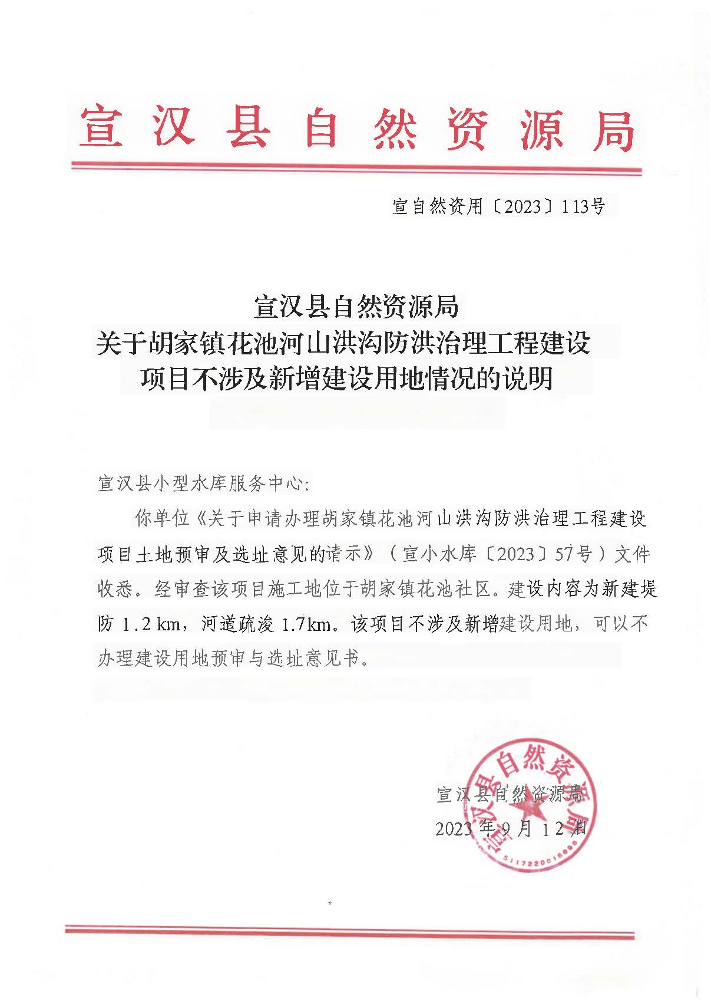 宣汉县自然资源局
宣自然资用〔2023〕113号
宣汉县自然资源局
关于胡家镇花池河山洪沟防洪治理工程建设
项目不涉及新增建设用地情况的说明
宣汉县小型水库服务中心:
你单位《关于申请办理胡家镇花池河山洪沟防洪治理工程建设
项目土地预审及选址意见的请示》（宣小水库〔2023〕57号）文件
收悉。经审查该项目施工地位于胡家镇花池社区。建设内容为新建堤
防1.2km，河道疏浚1.7km。该项目不涉及新增建设用地，可以不
办理建设用地预审与选址意见书。
宣汉县自然资源局
宣汉县自然资源局
2023年9月12日